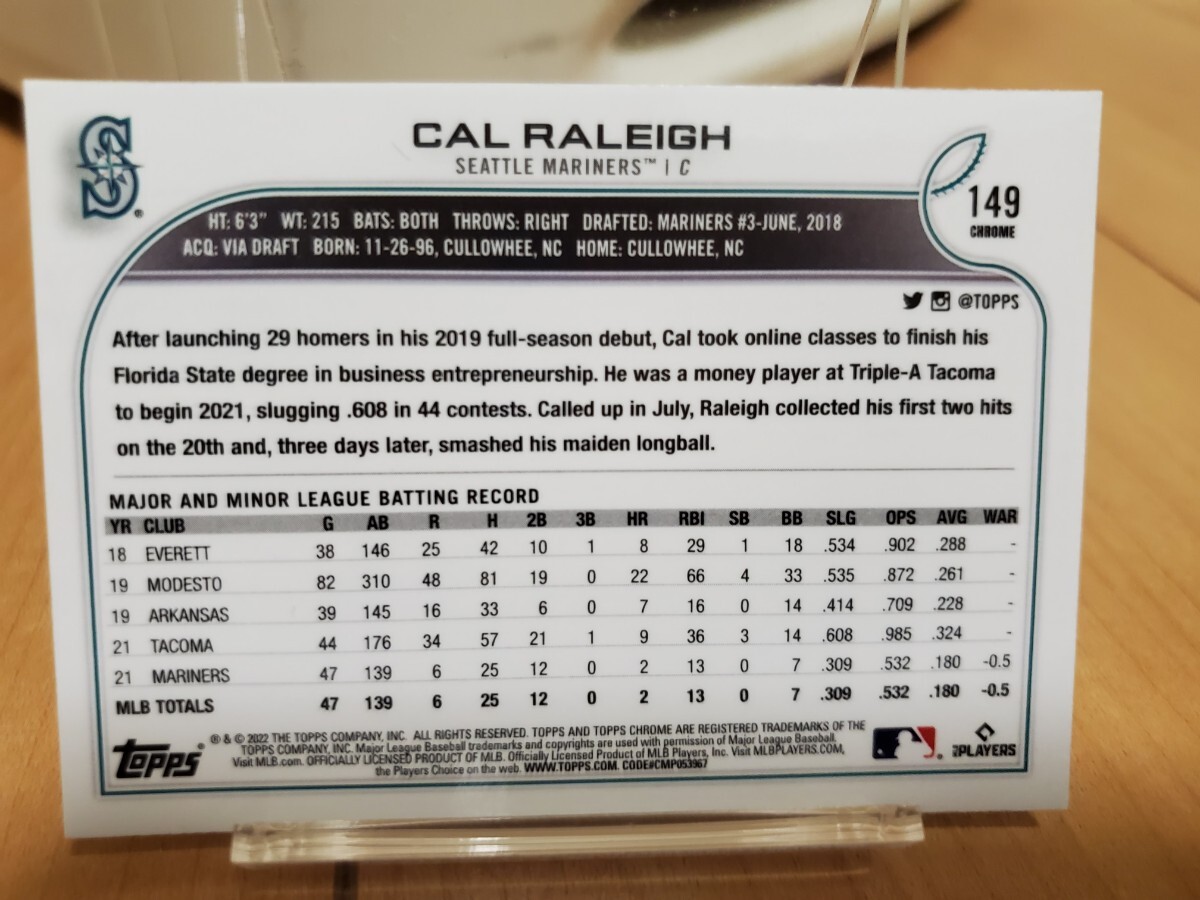 S
CAL RALEIGH
SEATTLE MARINERS™ | C
149
CHROME
HT: 6'3" WT: 215 BATS: BOTH THROWS: RIGHT DRAFTED: MARINERS #3-JUNE, 2018
ACQ: VIA DRAFT BORN: 11-26-96, CULLOWHEE, NC HOME: CULLOWHEE, NC
@TOPPS
After launching 29 homers in his 2019 full-season debut, Cal took online classes to finish his
Florida State degree in business entrepreneurship. He was a money player at Triple-A Tacoma
to begin 2021, slugging .608 in 44 contests. Called up in July, Raleigh collected his first two hits
on the 20th and, three days later, smashed his maiden longball.
MAJOR AND MINOR LEAGUE BATTING RECORD
YR CLUB G AB R H 2B 3B HR RBI SB BB SLG OPS AVG WAR
18 EVERETT 38 146 25 42 10 1 8 29 1 18 .534 .902 .288 -
19 MODESTO 82 310 48 81 19 0 22 66 4 33 .535 .872 .261 -
19 ARKANSAS 39 145 16 33 6 0 7 16 0 14 .414 .709 .228 -
21 TACOMA 44 176 34 57 21 1 9 36 3 14 .608 .985 .324 -
21 MARINERS 47 139 6 25 12 0 2 13 0 7 .309 .532 .180 -0.5
MLB TOTALS 47 139 6 25 12 0 2 13 0 7 .309 .532 .180 -0.5
topps
® & © 2022 THE TOPPS COMPANY, INC. ALL RIGHTS RESERVED. TOPPS AND TOPPS CHROME ARE REGISTERED TRADEMARKS OF THE
TOPPS COMPANY, INC. Major League Baseball trademarks and copyrights are used with permission of Major League Baseball.
Visit MLB.com. OFFICIALLY LICENSED PRODUCT OF MLB. Officially Licensed Product of MLB Players, Inc. Visit MLBPLAYERS.COM,
the Players Choice on the web. WWW.TOPPS.COM. CODE#CMP053967
PLAYERS